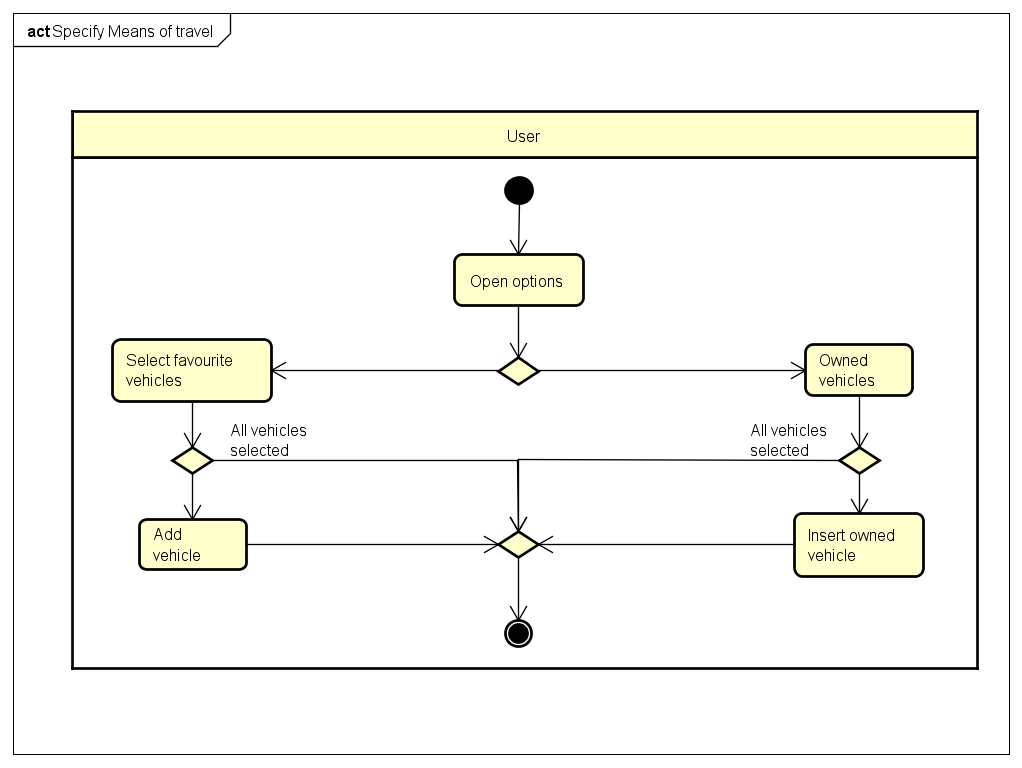 act Specify Means of travel
User
Open options
Select favourite
vehicles
Owned
vehicles
All vehicles
selected
All vehicles
selected
Add
vehicle
Insert owned
vehicle